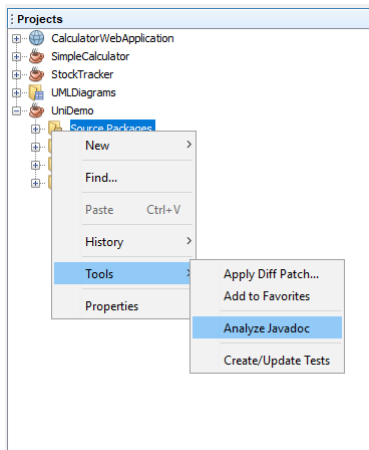 Projects
CalculatorWebApplication
SimpleCalculator
StockTracker
UMLDiagrams
UniDemo
Source Packages
New
Find...
Paste Ctrl+V
History
Tools
Properties
Apply Diff Patch...
Add to Favorites
Analyze Javadoc
Create/Update Tests